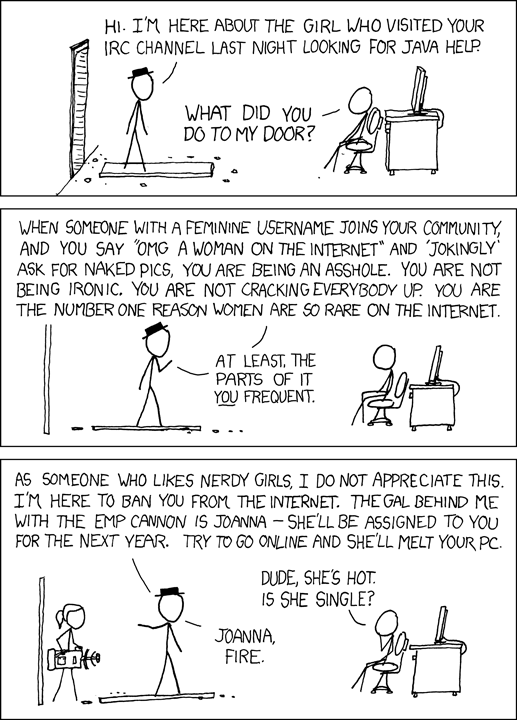 HI. I'M HERE ABOUT THE GIRL WHO VISITED YOUR
IRC CHANNEL LAST NIGHT LOOKING FOR JAVA HELP.
WHAT DID YOU
DO TO MY DOOR?
WHEN SOMEONE WITH A FEMININE USERNAME JOINS YOUR COMMUNITY,
AND YOU SAY "OMG A WOMAN ON THE INTERNET" AND 'JOKINGLY'
ASK FOR NAKED PICS, YOU ARE BEING AN ASSHOLE. YOU ARE NOT
BEING IRONIC. YOU ARE NOT CRACKING EVERYBODY UP. YOU ARE
THE NUMBER ONE REASON WOMEN ARE SO RARE ON THE INTERNET.
AT LEAST, THE
PARTS OF IT
YOU FREQUENT.
AS SOMEONE WHO LIKES NERDY GIRLS, I DO NOT APPRECIATE THIS.
I'M HERE TO BAN YOU FROM THE INTERNET. THE GAL BEHIND ME
WITH THE EMP CANNON IS JOANNA – SHE'LL BE ASSIGNED TO YOU
FOR THE NEXT YEAR. TRY TO GO ONLINE AND SHE'LL MELT YOUR PC.
DUDE, SHE'S HOT.
IS SHE SINGLE?
JOANNA,
FIRE.